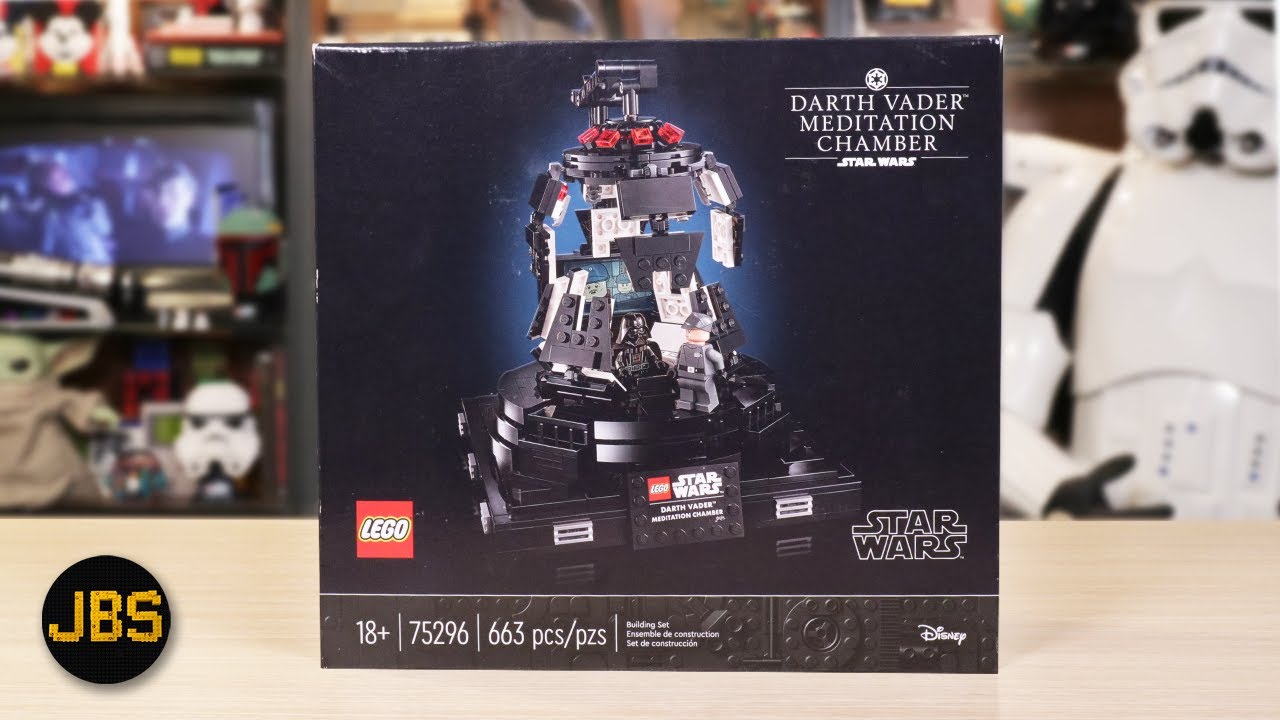 DARTH VADER™
MEDITATION
CHAMBER
STAR WARS
LEGO
STAR
WARS
DARTH VADER™
MEDITATION CHAMBER
LEGO
STAR
WARS
JBS
18+
75296
663 pcs/pzs
Building Set
Ensemble de construction
Set de construcción
Disney